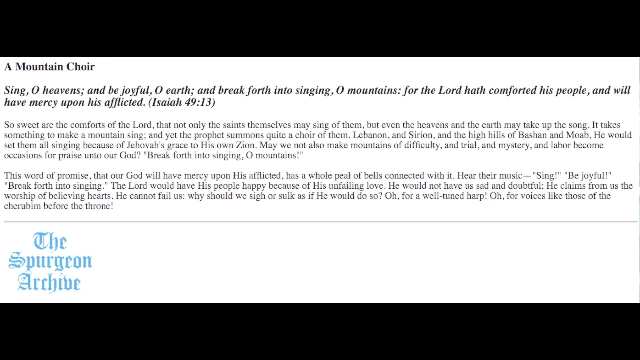 A Mountain Choir
Sing, O heavens; and be joyful, O earth; and break forth into singing, O mountains: for the Lord hath comforted his people, and will
have mercy upon his afflicted. (Isaiah 49:13)
So sweet are the comforts of the Lord, that not only the saints themselves may sing of them, but even the heavens and the earth may take up the song. It takes
something to make a mountain sing; and yet the prophet summons quite a choir of them. Lebanon, and Sirion, and the high hills of Bashan and Moab, He would
set them all singing because of Jehovah's grace to His own Zion. May we not also make mountains of difficulty, and trial, and mystery, and labor become
occasions for praise unto our God? "Break forth into singing, O mountains!"
This word of promise, that our God will have mercy upon His afflicted, has a whole peal of bells connected with it. Hear their music—"Sing!" "Be joyful!"
"Break forth into singing." The Lord would have His people happy because of His unfailing love. He would not have us sad and doubtful; He claims from us the
worship of believing hearts. He cannot fail us: why should we sigh or sulk as if He would do so? Oh, for a well-tuned harp! Oh, for voices like those of the
cherubim before the throne!
The
Spurgeon
Archive